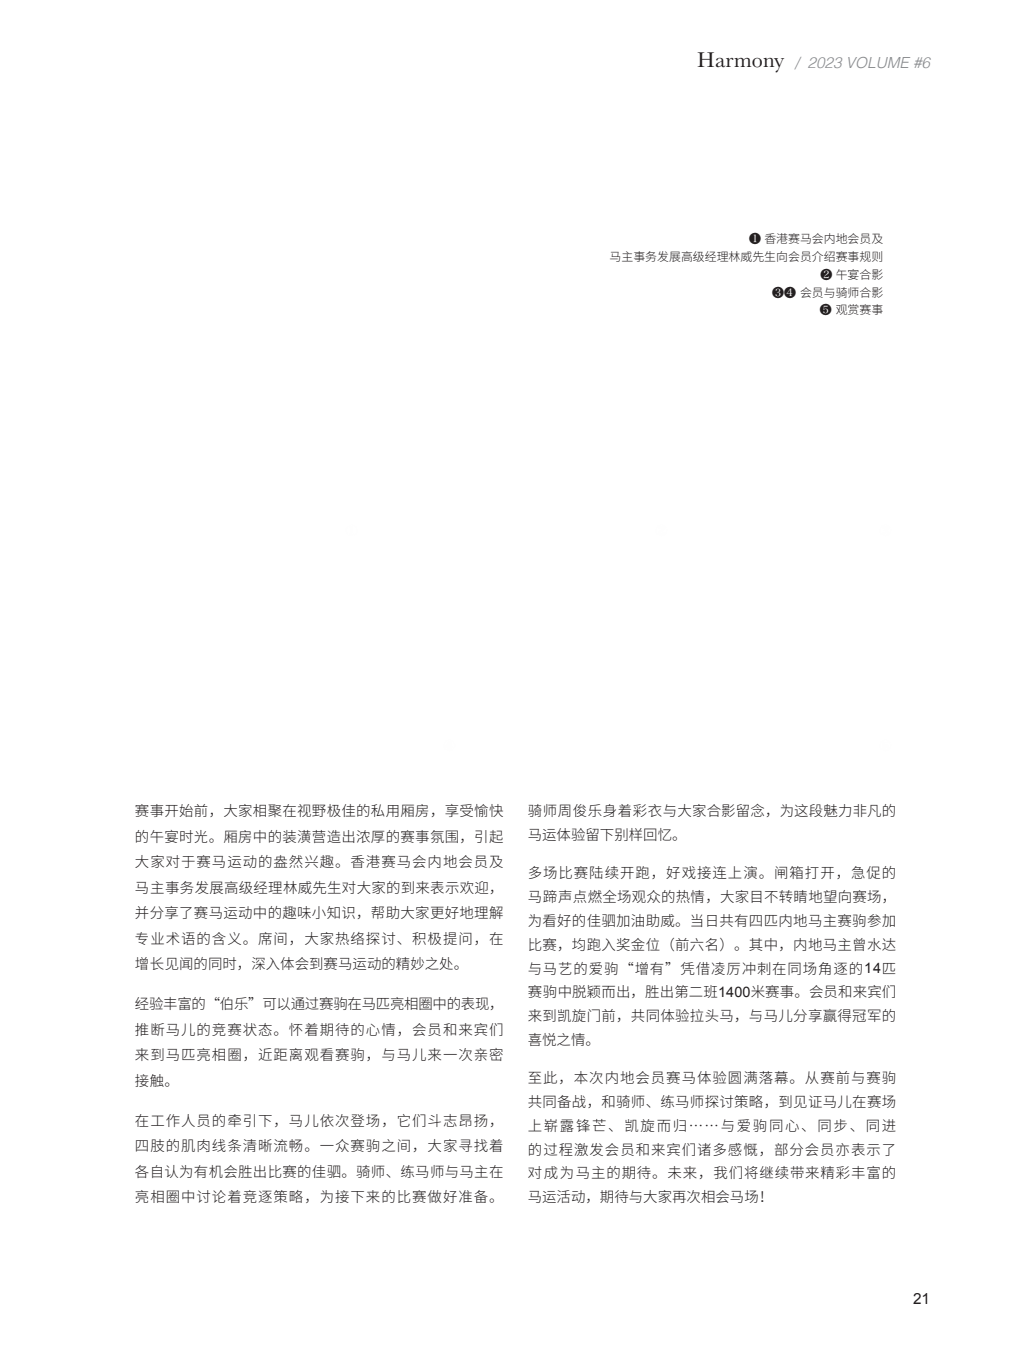 Harmony / 2023 VOLUME #6
❶ 香港赛马会内地会员及
马主事务发展高级经理林威先生向会员介绍赛事规则
❷ 午宴合影
❸❹ 会员与骑师合影
❺ 观赏赛事
赛事开始前，大家相聚在视野极佳的私用厢房，享受愉快
的午宴时光。厢房中的装潢营造出浓厚的赛事氛围，引起
大家对于赛马运动的盎然兴趣。香港赛马会内地会员及
马主事务发展高级经理林威先生对大家的到来表示欢迎，
并分享了赛马运动中的趣味小知识，帮助大家更好地理解
专业术语的含义。席间，大家热络探讨、积极提问，在
增长见闻的同时，深入体会到赛马运动的精妙之处。
经验丰富的“伯乐”可以通过赛驹在马匹亮相圈中的表现，
推断马儿的竞赛状态。怀着期待的心情，会员和来宾们
来到马匹亮相圈，近距离观看赛驹，与马儿来一次亲密
接触。
在工作人员的牵引下，马儿依次登场，它们斗志昂扬，
四肢的肌肉线条清晰流畅。一众赛驹之间，大家寻找着
各自认为有机会胜出比赛的佳驷。骑师、练马师与马主在
亮相圈中讨论着竞逐策略，为接下来的比赛做好准备。
骑师周俊乐身着彩衣与大家合影留念，为这段魅力非凡的
马运体验留下别样回忆。
多场比赛陆续开跑，好戏接连上演。闸箱打开，急促的
马蹄声点燃全场观众的热情，大家目不转睛地望向赛场，
为看好的佳驷加油助威。当日共有四匹内地马主赛驹参加
比赛，均跑入奖金位（前六名）。其中，内地马主曾水达
与马艺的爱驹“增有”凭借凌厉冲刺在同场角逐的14匹
赛驹中脱颖而出，胜出第二班1400米赛事。会员和来宾们
来到凯旋门前，共同体验拉头马，与马儿分享赢得冠军的
喜悦之情。
至此，本次内地会员赛马体验圆满落幕。从赛前与赛驹
共同备战，和骑师、练马师探讨策略，到见证马儿在赛场
上崭露锋芒、凯旋而归……与爱驹同心、同步、同进
的过程激发会员和来宾们诸多感慨，部分会员亦表示了
对成为马主的期待。未来，我们将继续带来精彩丰富的
马运活动，期待与大家再次相会马场！
21